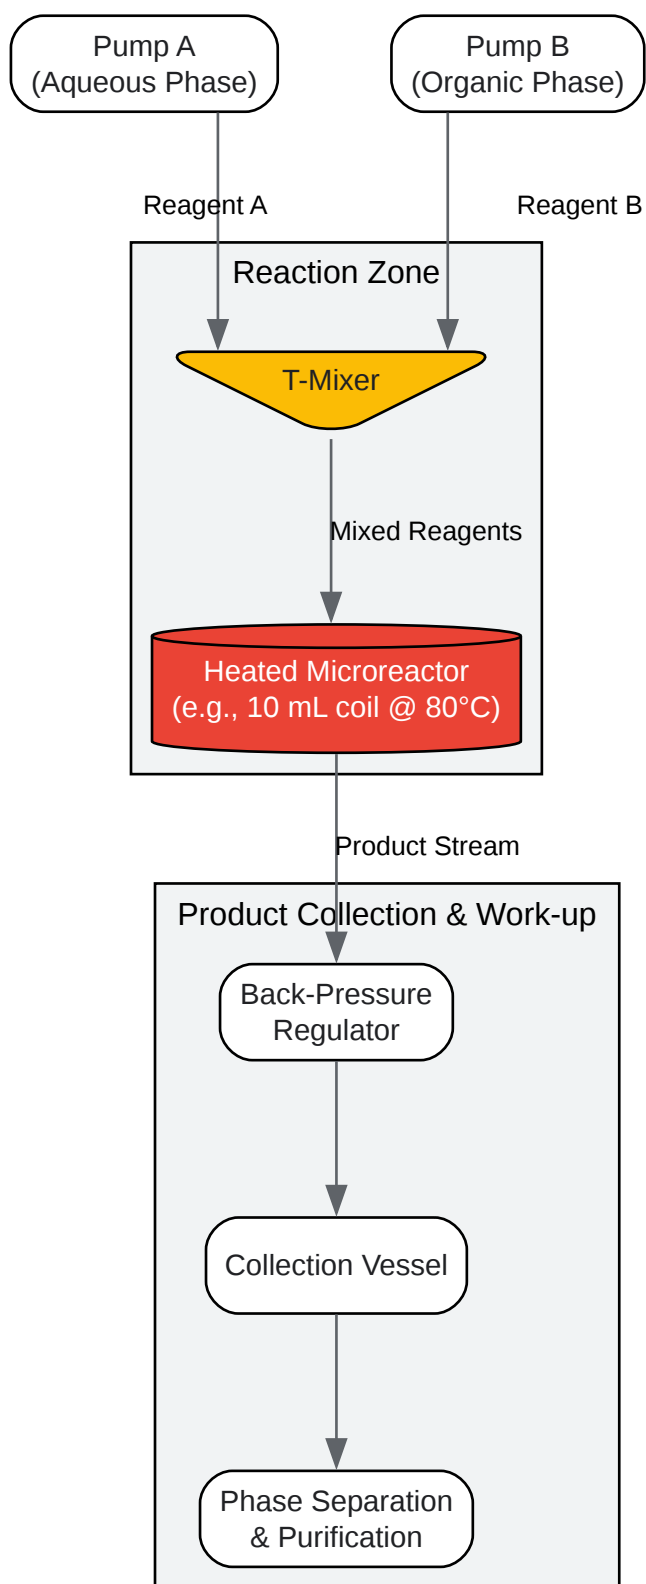 Pump A
(Aqueous Phase)
Pump B
(Organic Phase)
Reagent A
Reagent B
Reaction Zone
T-Mixer
Mixed Reagents
Heated Microreactor
(e.g., 10 mL coil @ 80°C)
Product Stream
Product Collection & Work-up
Back-Pressure
Regulator
Collection Vessel
Phase Separation
& Purification